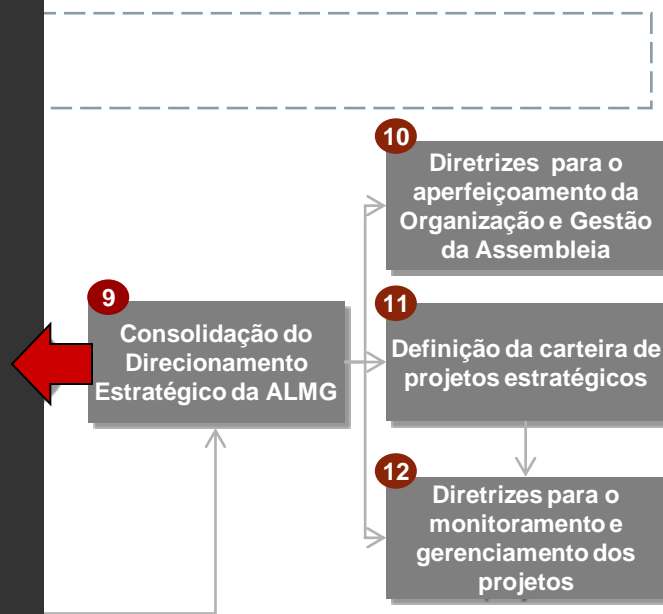 10
Diretrizes para o
aperfeiçoamento da
Organização e Gestão
da Assembleia
9
Consolidação do
Direcionamento
Estratégico da ALMG
11
Definição da carteira de
projetos estratégicos
12
Diretrizes para o
monitoramento e
gerenciamento dos
projetos